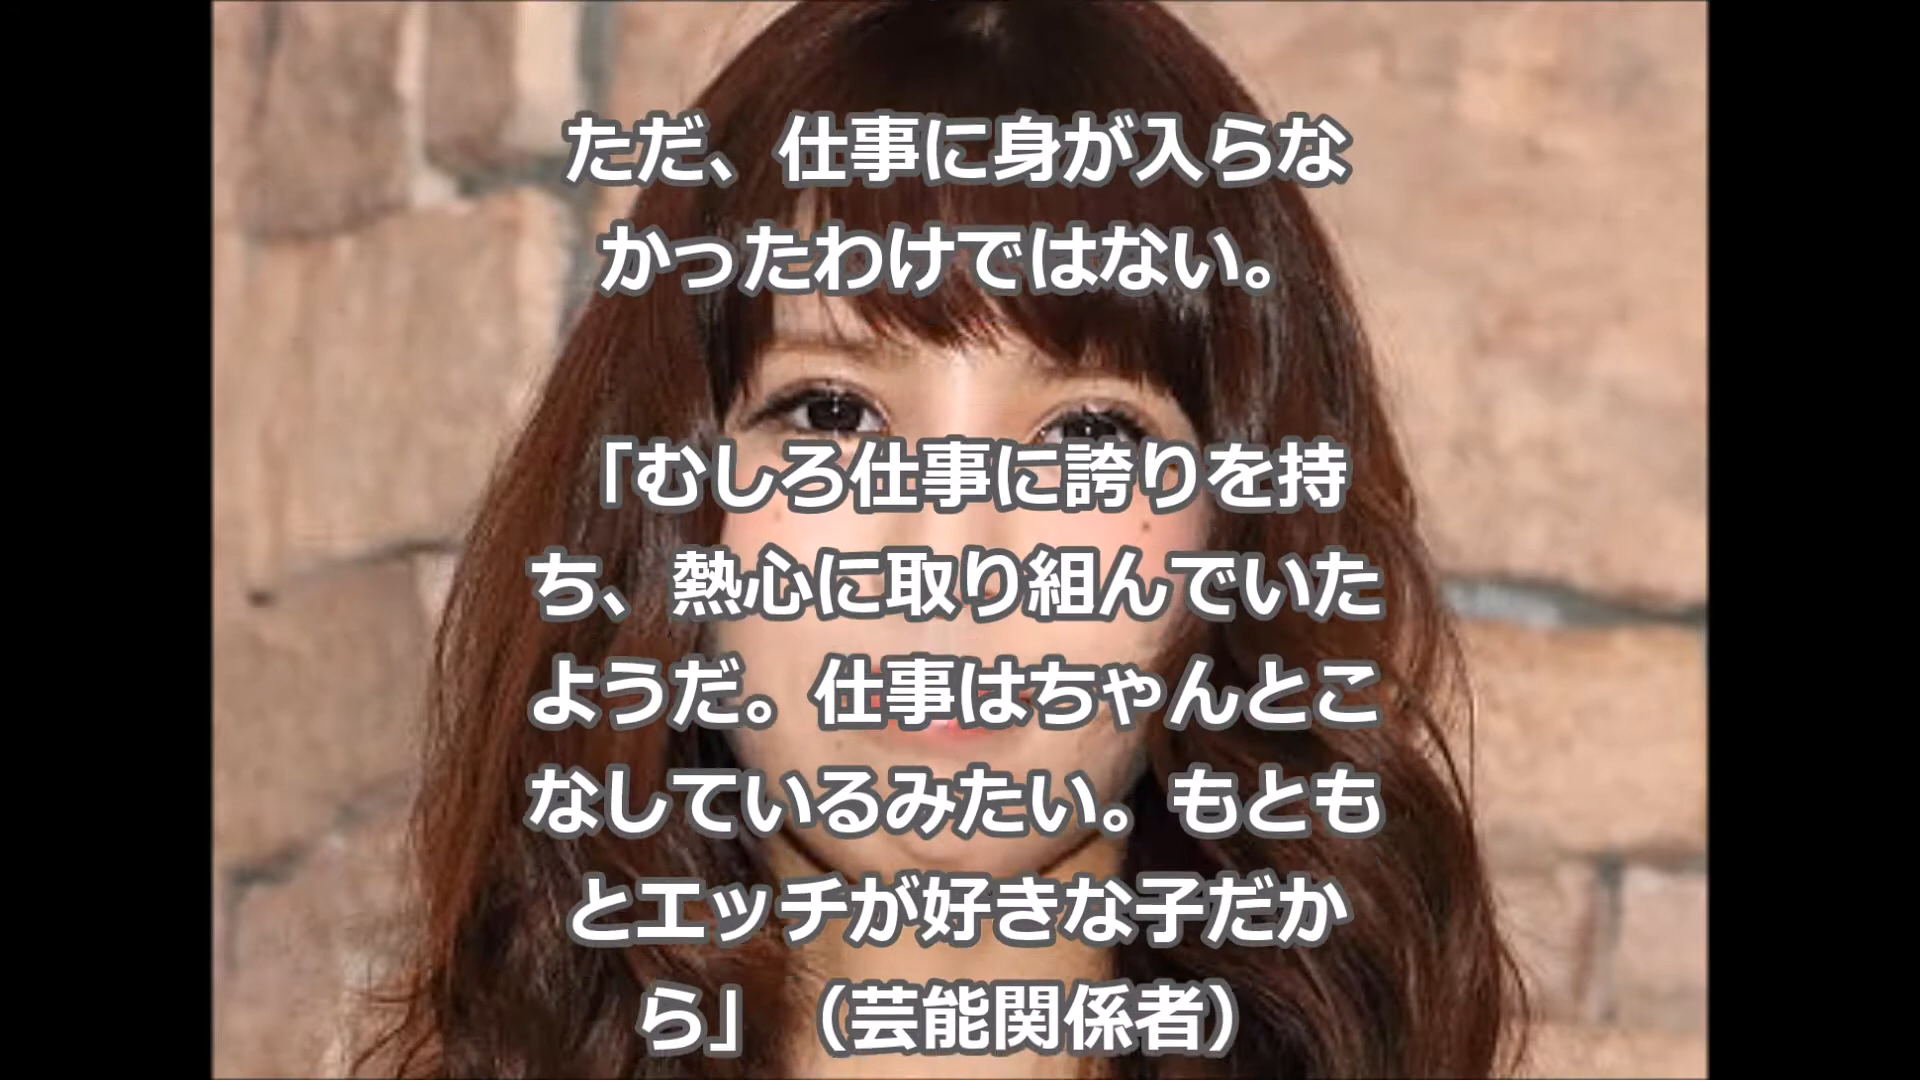 ただ、仕事に身が入らな
かったわけではない。
「むしろ仕事に誇りを持
ち、熱心に取り組んでいた
ようだ。仕事はちゃんとこ
なしているみたい。もとも
とエッチが好きな子だか
ら」（芸能関係者）